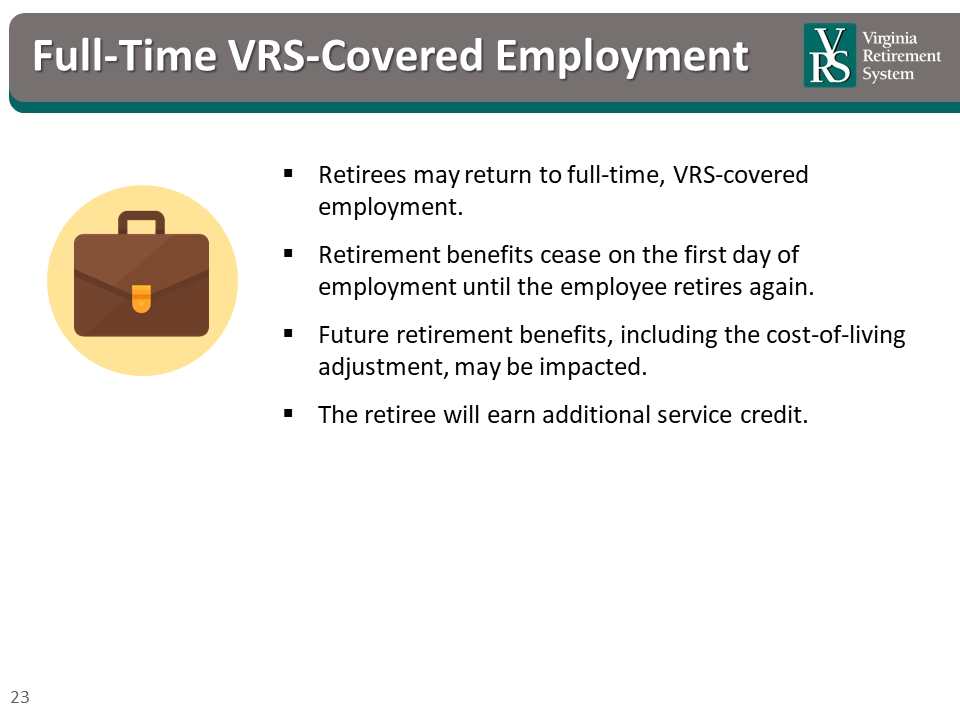 Full-Time VRS-Covered Employment
VRS
Virginia
Retirement
System
▪ Retirees may return to full-time, VRS-covered
employment.
▪ Retirement benefits cease on the first day of
employment until the employee retires again.
▪ Future retirement benefits, including the cost-of-living
adjustment, may be impacted.
▪ The retiree will earn additional service credit.
23